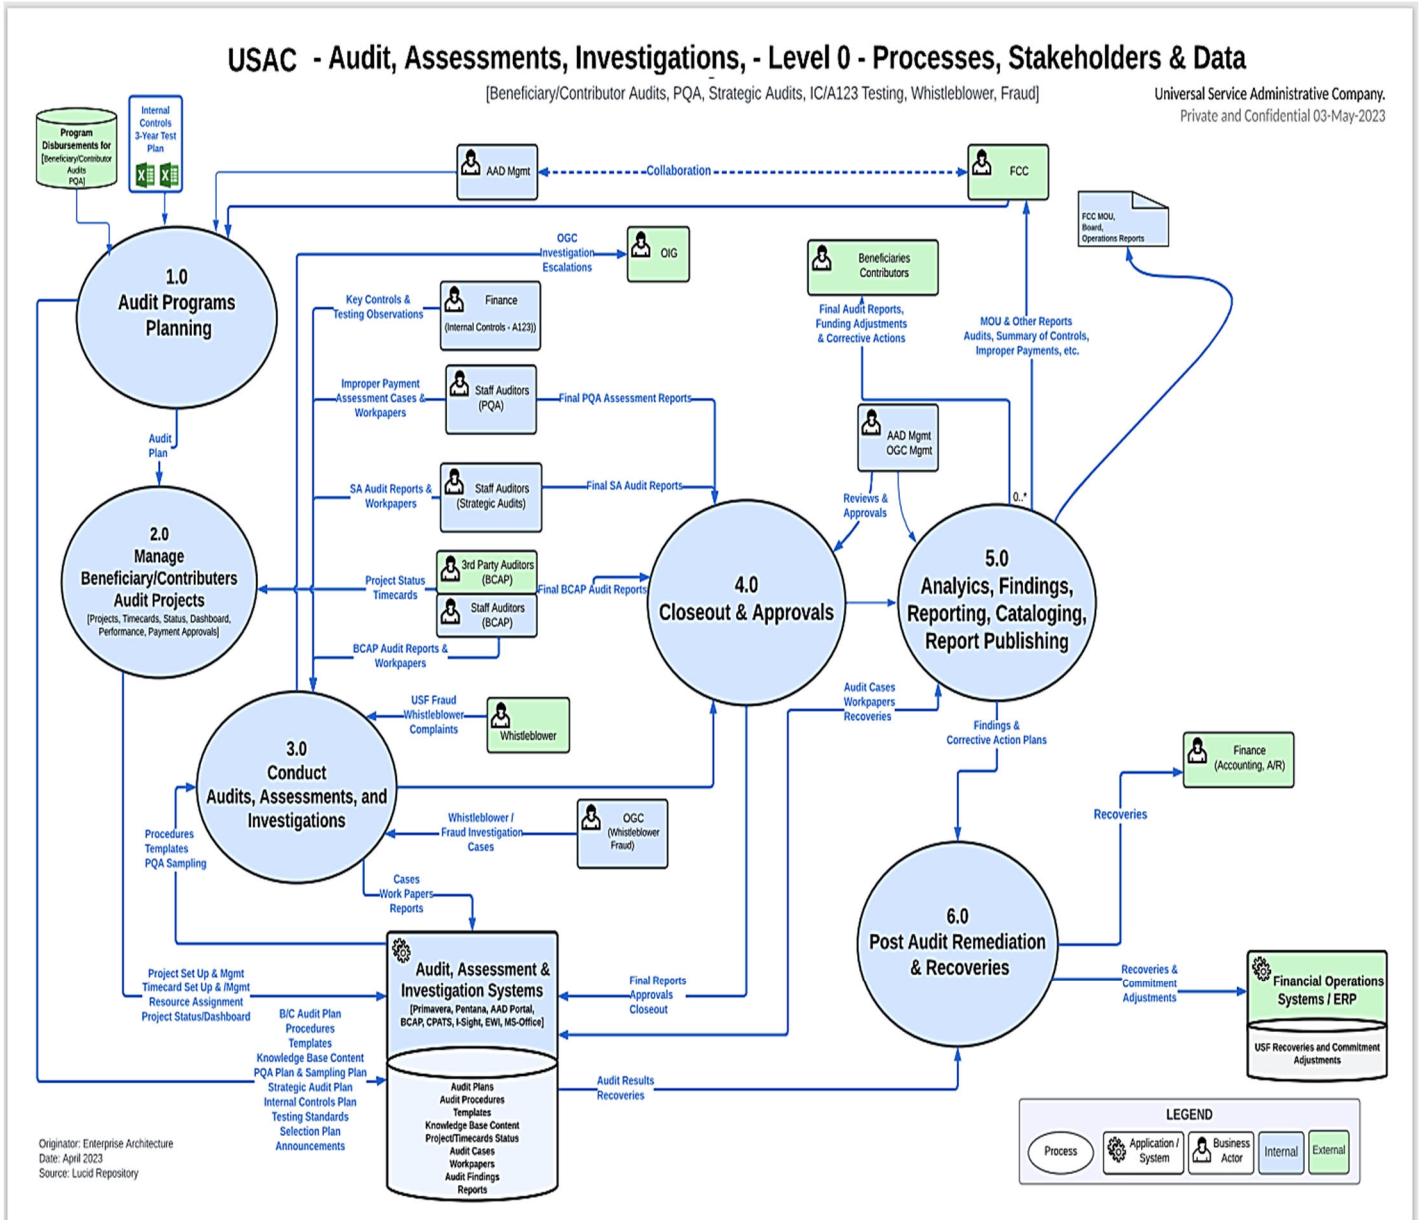 USAC - Audit, Assessments, Investigations, - Level 0 - Processes, Stakeholders & Data
[Beneficiary/Contributor Audits, PQA, Strategic Audits, IC/A123 Testing, Whistleblower, Fraud]
Universal Service Administrative Company.
Private and Confidential 03-May-2023
Program
Disbursements for
[Beneficiary/Contributor
Audits
PQA]
Internal
Controls
3-Year Test
Plan
AAD Mgmt
Collaboration
FCC
FCC MOU,
Board,
Operations Reports
1.0
Audit Programs
Planning
OGC
Investigation
Escalations
OIG
Beneficiaries
Contributors
Key Controls &
Testing Observations
Finance
(Internal Controls - A123))
Final Audit Reports,
Funding Adjustments
& Corrective Actions
MOU & Other Reports
Audits, Summary of Controls,
Improper Payments, etc.
Improper Payment
Assessment Cases &
Workpapers
Staff Auditors
(PQA)
Final PQA Assessment Reports
AAD Mgmt
OGC Mgmt
Audit
Plan
SA Audit Reports &
Workpapers
Staff Auditors
(Strategic Audits)
Final SA Audit Reports
Reviews &
Approvals
0..*
2.0
Manage
Beneficiary/Contributers
Audit Projects
[Projects, Timecards, Status, Dashboard,
Performance, Payment Approvals]
Project Status
Timecards
3rd Party Auditors
(BCAP)
Staff Auditors
(BCAP)
Final BCAP Audit Reports
4.0
Closeout & Approvals
5.0
Analyics, Findings,
Reporting, Cataloging,
Report Publishing
BCAP Audit Reports &
Workpapers
USF Fraud
Whistleblower
Complaints
Whistleblower
Audit Cases
Workpapers
Recoveries
Findings &
Corrective Action Plans
3.0
Conduct
Audits, Assessments, and
Investigations
Finance
(Accounting, A/R)
Procedures
Templates
PQA Sampling
Whistleblower /
Fraud Investigation
Cases
OGC
(Whistleblower
Fraud)
Recoveries
Cases
Work Papers
Reports
6.0
Post Audit Remediation
& Recoveries
Audit, Assessment &
Investigation Systems
[Primavera, Pentana, AAD Portal,
BCAP, CPATS, I-Sight, EWI, MS-Office]
Final Reports
Approvals
Closeout
Recoveries &
Commitment
Adjustments
Financial Operations
Systems / ERP
USF Recoveries and Commitment
Adjustments
Project Set Up & Mgmt
Timecard Set Up & /Mgmt
Resource Assignment
Project Status/Dashboard
B/C Audit Plan
Procedures
Templates
Knowledge Base Content
PQA Plan & Sampling Plan
Strategic Audit Plan
Internal Controls Plan
Testing Standards
Selection Plan
Announcements
Audit Plans
Audit Procedures
Templates
Knowledge Base Content
Project/Timecards Status
Audit Cases
Workpapers
Audit Findings
Reports
Audit Results
Recoveries
LEGEND
Process
Application /
System
Business
Actor
Internal
External
Originator: Enterprise Architecture
Date: April 2023
Source: Lucid Repository